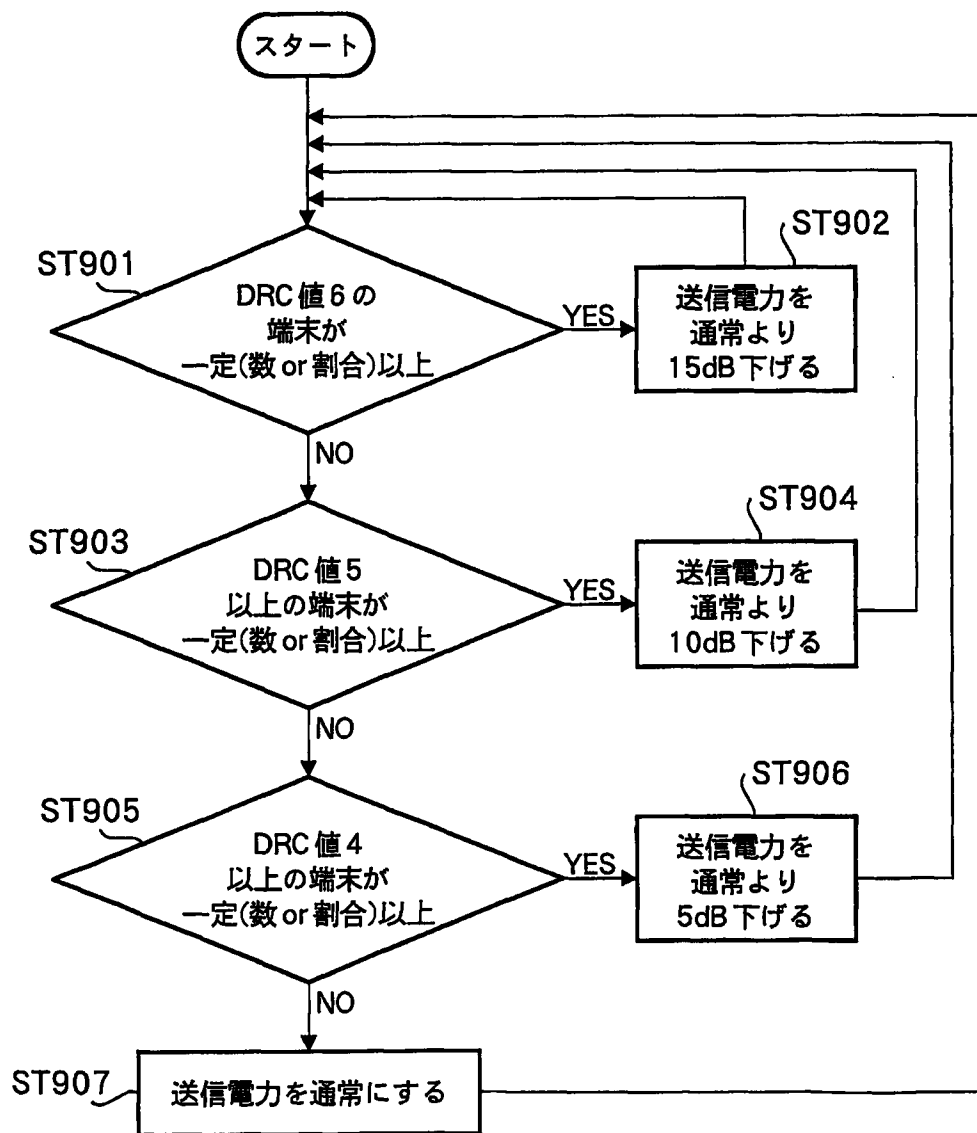 スタート
ST901
DRC値6の
端末が
一定(数or割合)以上
YES
ST902
送信電力を
通常より
15dB下げる
NO
ST903
DRC値5
以上の端末が
一定(数or割合)以上
YES
ST904
送信電力を
通常より
10dB下げる
NO
ST905
DRC値4
以上の端末が
一定(数or割合)以上
YES
ST906
送信電力を
通常より
5dB下げる
NO
ST907
送信電力を通常にする